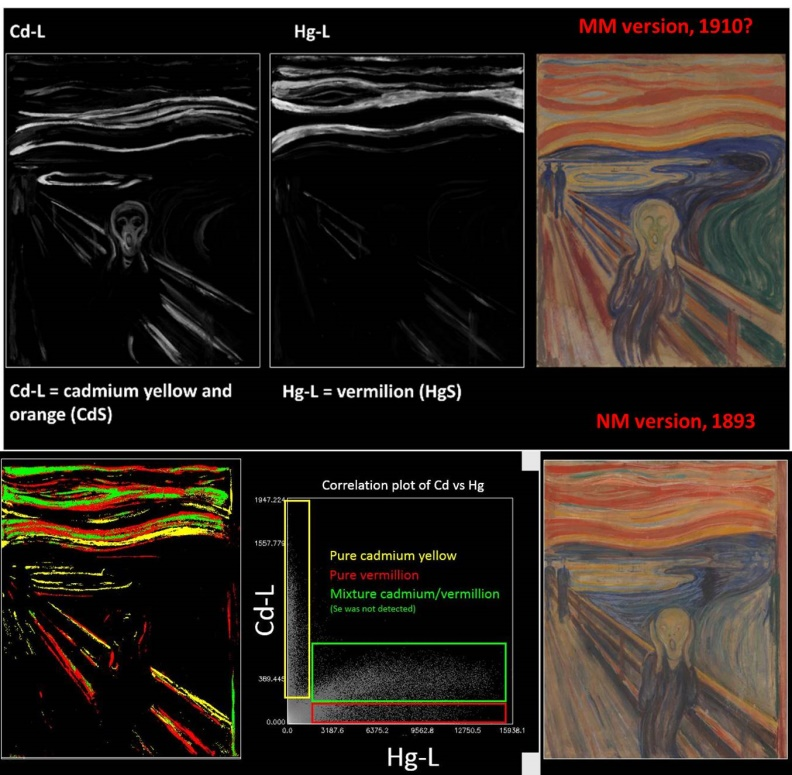 Cd-L
Hg-L
MM version, 1910?
Cd-L = cadmium yellow and
orange (CdS)
Hg-L = vermilion (HgS)
NM version, 1893
Correlation plot of Cd vs Hg
1947.224
1557.779
389.445
0.000
Cd-L
Pure cadmium yellow
Pure vermillion
Mixture cadmium/vermillion
(Se was not detected)
0.0 3187.6 6375.2 9562.8 12750.5 15938.1
Hg-L